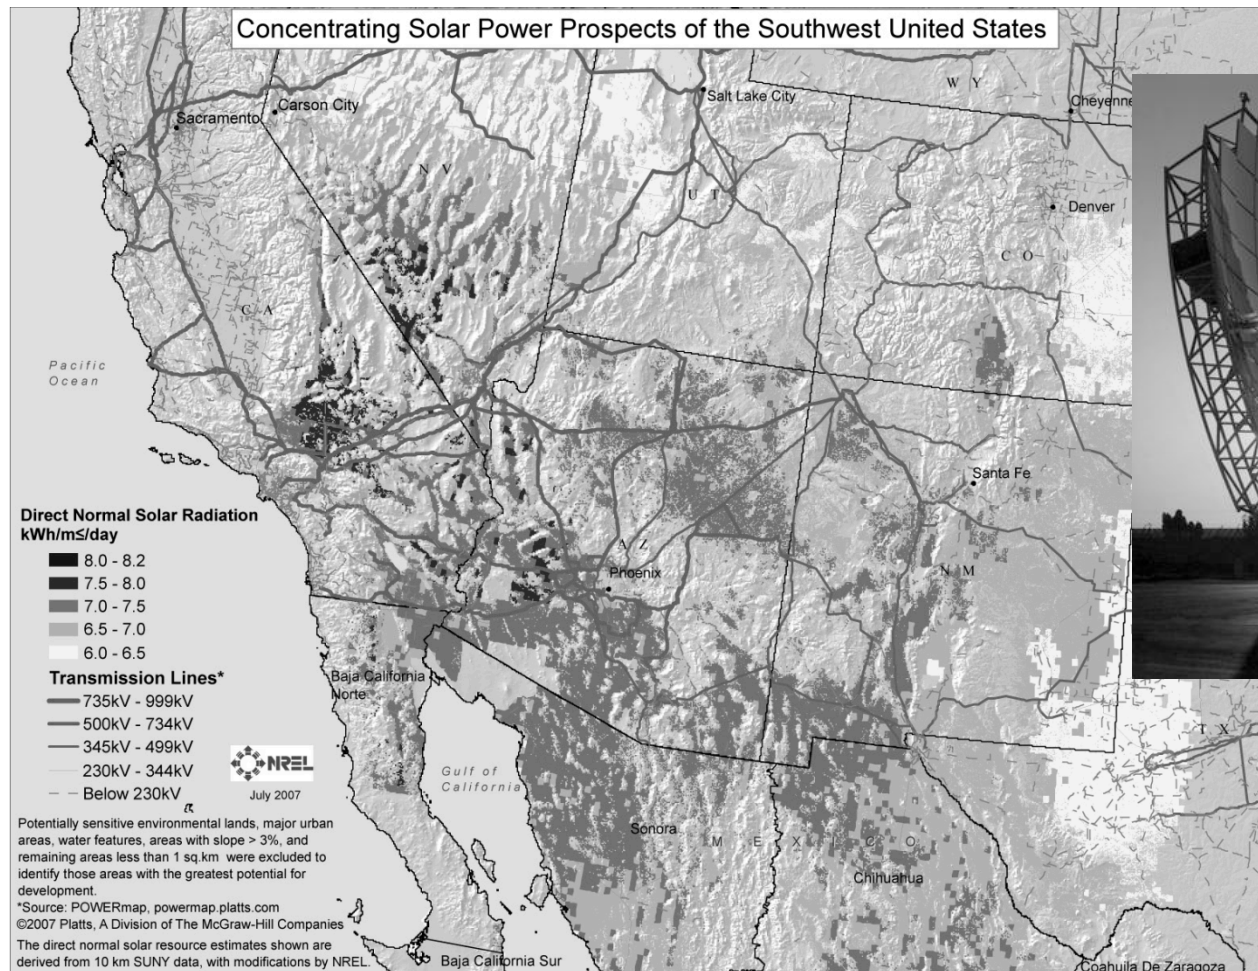 Concentrating Solar Power Prospects of the Southwest United States
W Y
Salt Lake City
Cheyenne
Carson City
Sacramento
N V
U T
Denver
C O
C A
Pacific
Ocean
Santa Fe
A Z
N M
Phoenix
Direct Normal Solar Radiation
kWh/m≤/day
8.0 - 8.2
7.5 - 8.0
7.0 - 7.5
6.5 - 7.0
6.0 - 6.5
Transmission Lines*
735kV - 999kV
500kV - 734kV
345kV - 499kV
230kV - 344kV
Below 230kV
NREL
July 2007
Baja California
Norte
Gulf of
California
T X
Sonora
M E X I C O
Chihuahua
Potentially sensitive environmental lands, major urban
areas, water features, areas with slope > 3%, and
remaining areas less than 1 sq.km were excluded to
identify those areas with the greatest potential for
development.
*Source: POWERmap, powermap.platts.com
©2007 Platts, A Division of The McGraw-Hill Companies
The direct normal solar resource estimates shown are
derived from 10 km SUNY data, with modifications by NREL.
Baja California Sur
Coahuila De Zaragoza